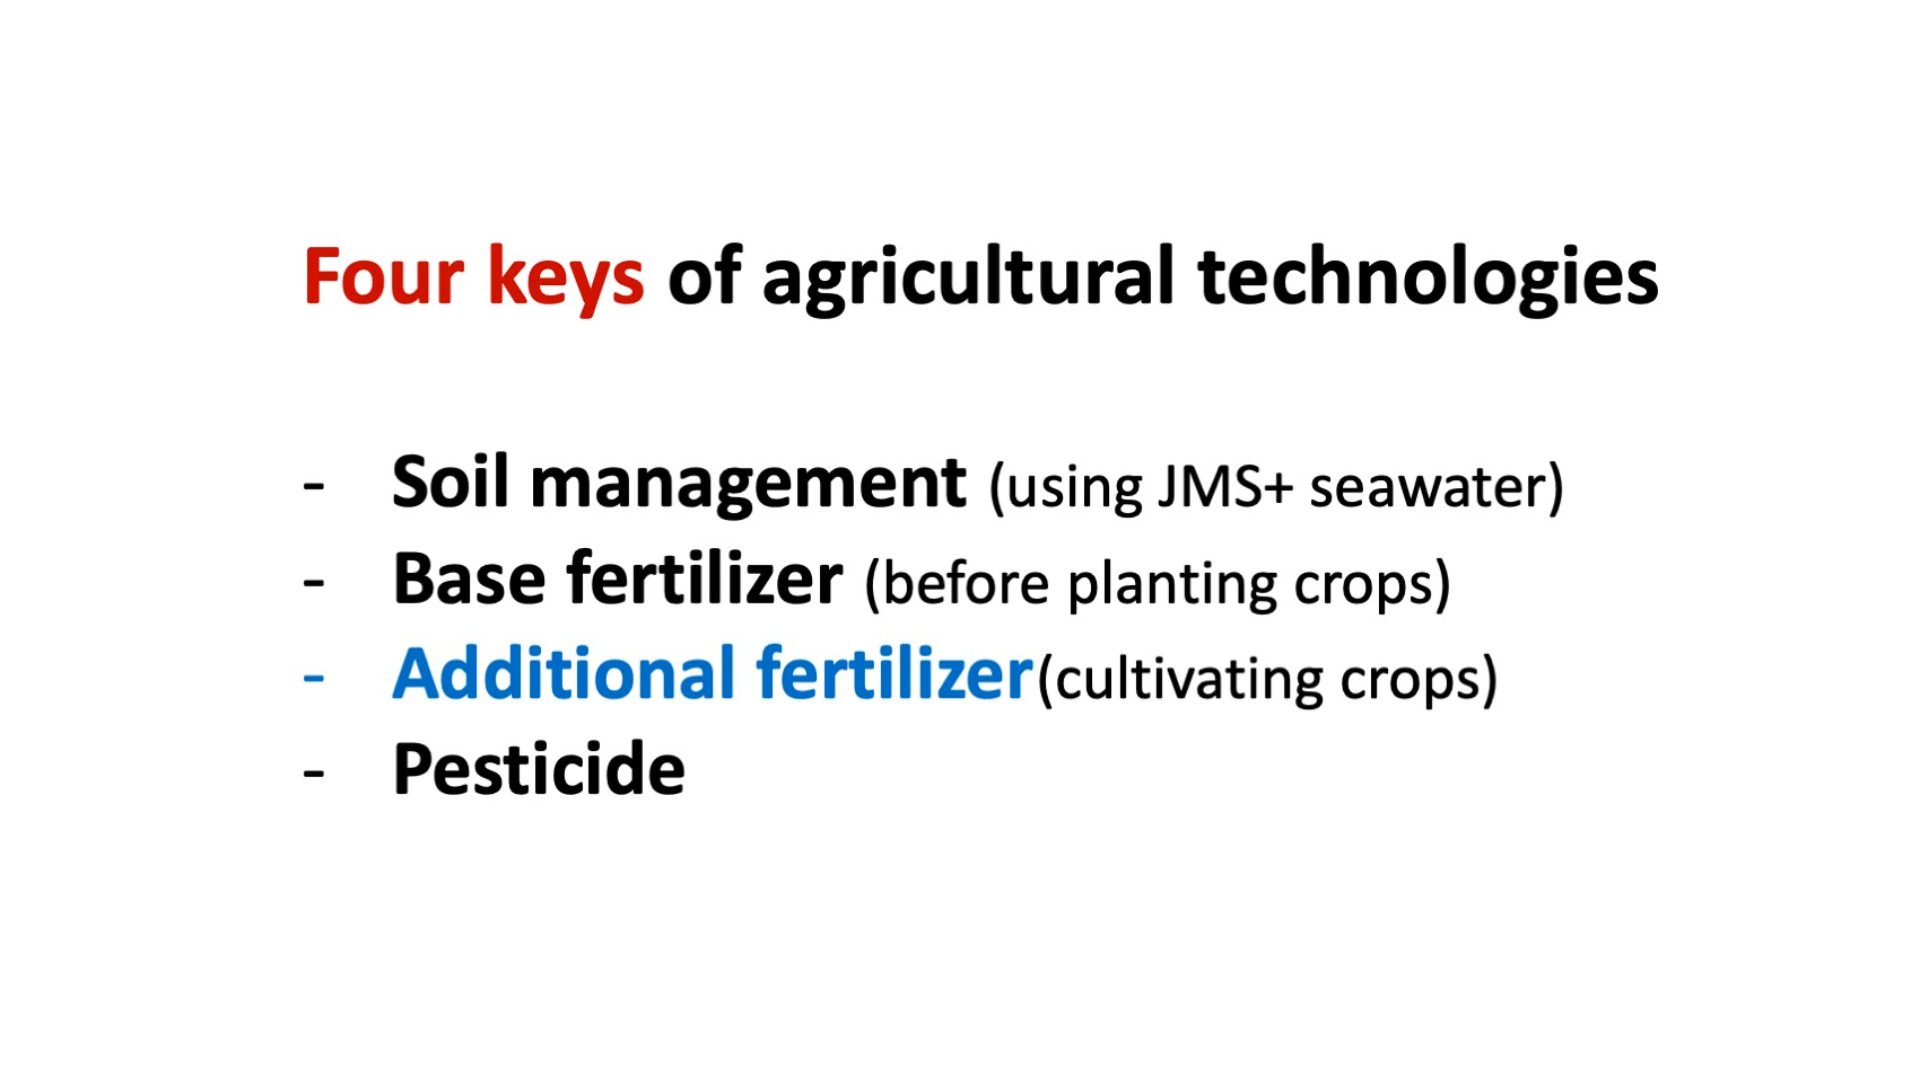 Four keys of agricultural technologies
- Soil management (using JMS+ seawater)
- Base fertilizer (before planting crops)
- Additional fertilizer(cultivating crops)
- Pesticide